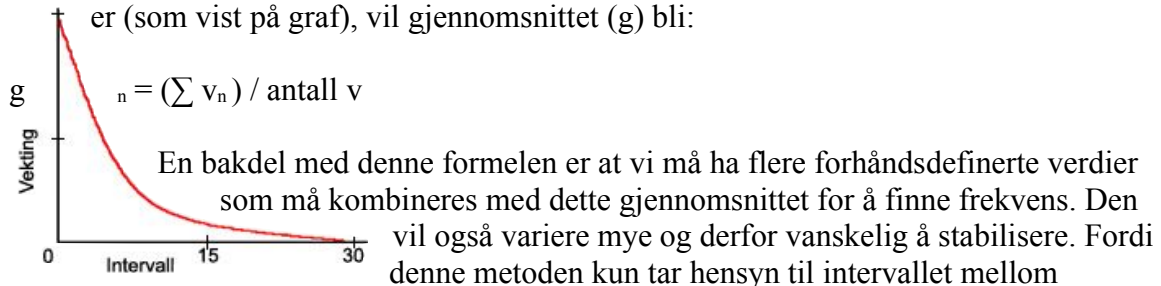 er (som vist på graf), vil gjennomsnittet (g) bli:
g n = (∑ vn ) / antall v
Vekting
En bakdel med denne formelen er at vi må ha flere forhåndsdefinerte verdier
som må kombineres med dette gjennomsnittet for å finne frekvens. Den
vil også variere mye og derfor vanskelig å stabilisere. Fordi
0 Intervall 15 30
denne metoden kun tar hensyn til intervallet mellom